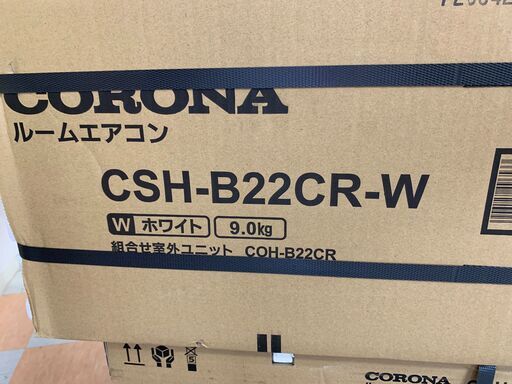 CORONA
ルームエアコン
CSH-B22CR-W
W ホワイト 9.0kg
組合せ室外ユニット COH-B22CR
5
CORONA